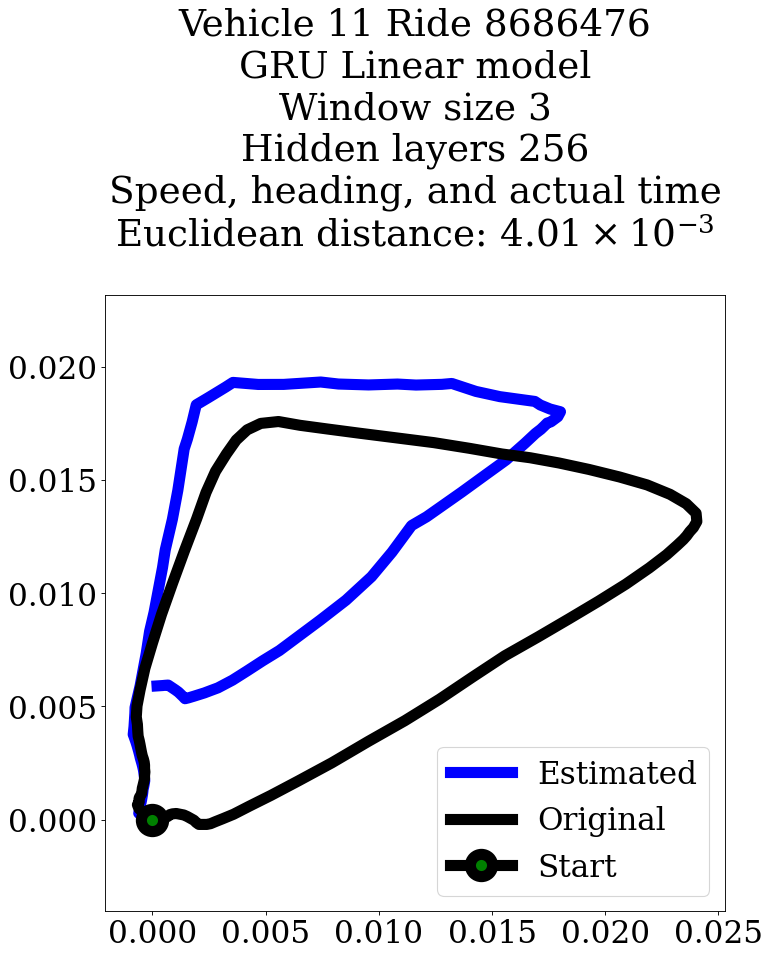 Vehicle 11 Ride 8686476
GRU Linear model
Window size 3
Hidden layers 256
Speed, heading, and actual time
Euclidean distance: 4.01 × 10⁻³
0.020
0.015
0.010
0.005
0.000
Estimated
Original
Start
0.000 0.005 0.010 0.015 0.020 0.025